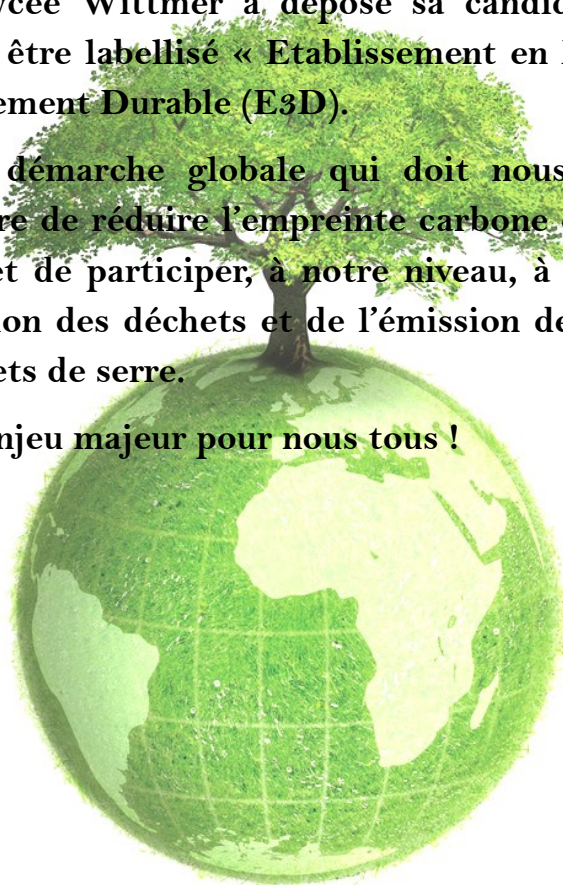 ycée Wittmer a déposé sa candid
être labellisé « Etablissement en
ement Durable (E3D).
démarche globale qui doit nous
re de réduire l’empreinte carbone
et de participer, à notre niveau, à
ion des déchets et de l’émission de
ets de serre.
njeu majeur pour nous tous !